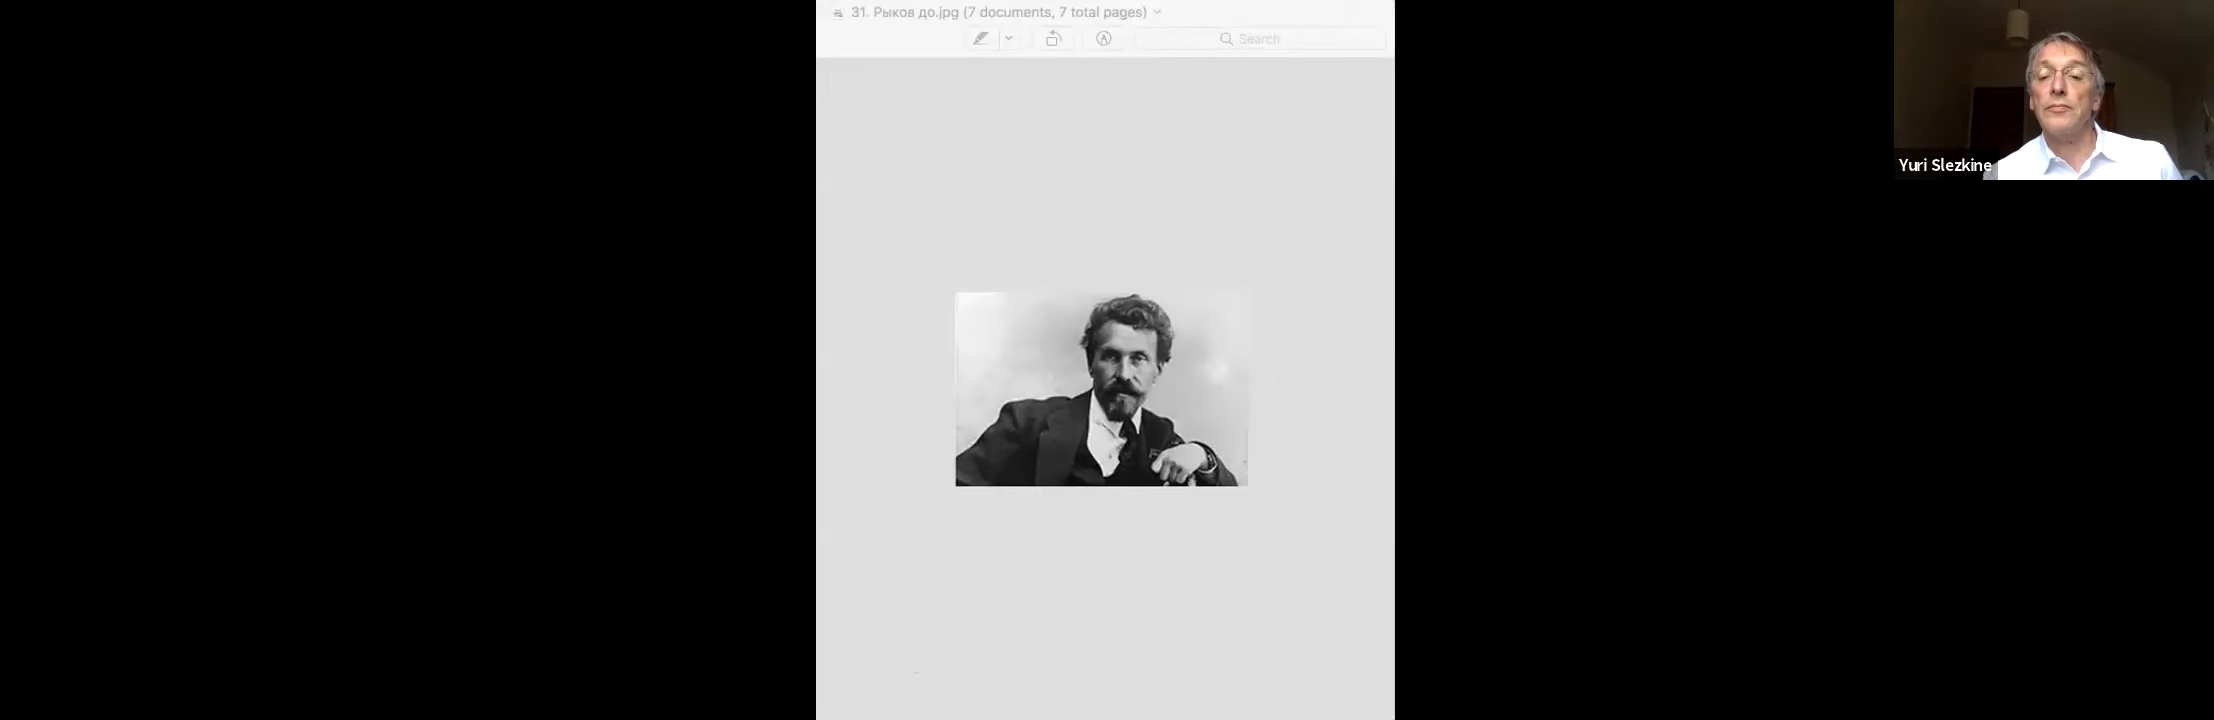 31. Рыков до.jpg (7 documents, 7 total pages)
Search
Yuri Slezkine